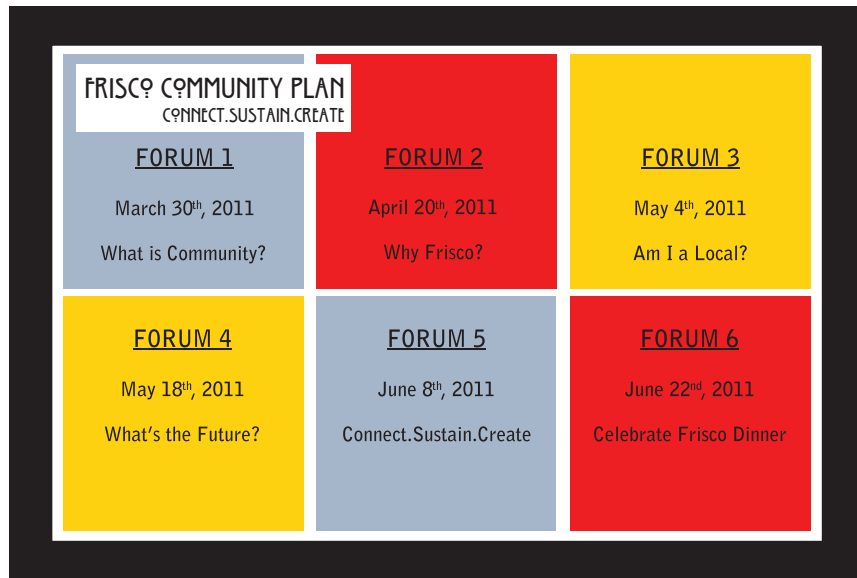 FRISCO COMMUNITY PLAN
CONNECT.SUSTAIN.CREATE
FORUM 1
March 30th, 2011
What is Community?
FORUM 2
April 20th, 2011
Why Frisco?
FORUM 3
May 4th, 2011
Am I a Local?
FORUM 4
May 18th, 2011
What's the Future?
FORUM 5
June 8th, 2011
Connect.Sustain.Create
FORUM 6
June 22nd, 2011
Celebrate Frisco Dinner